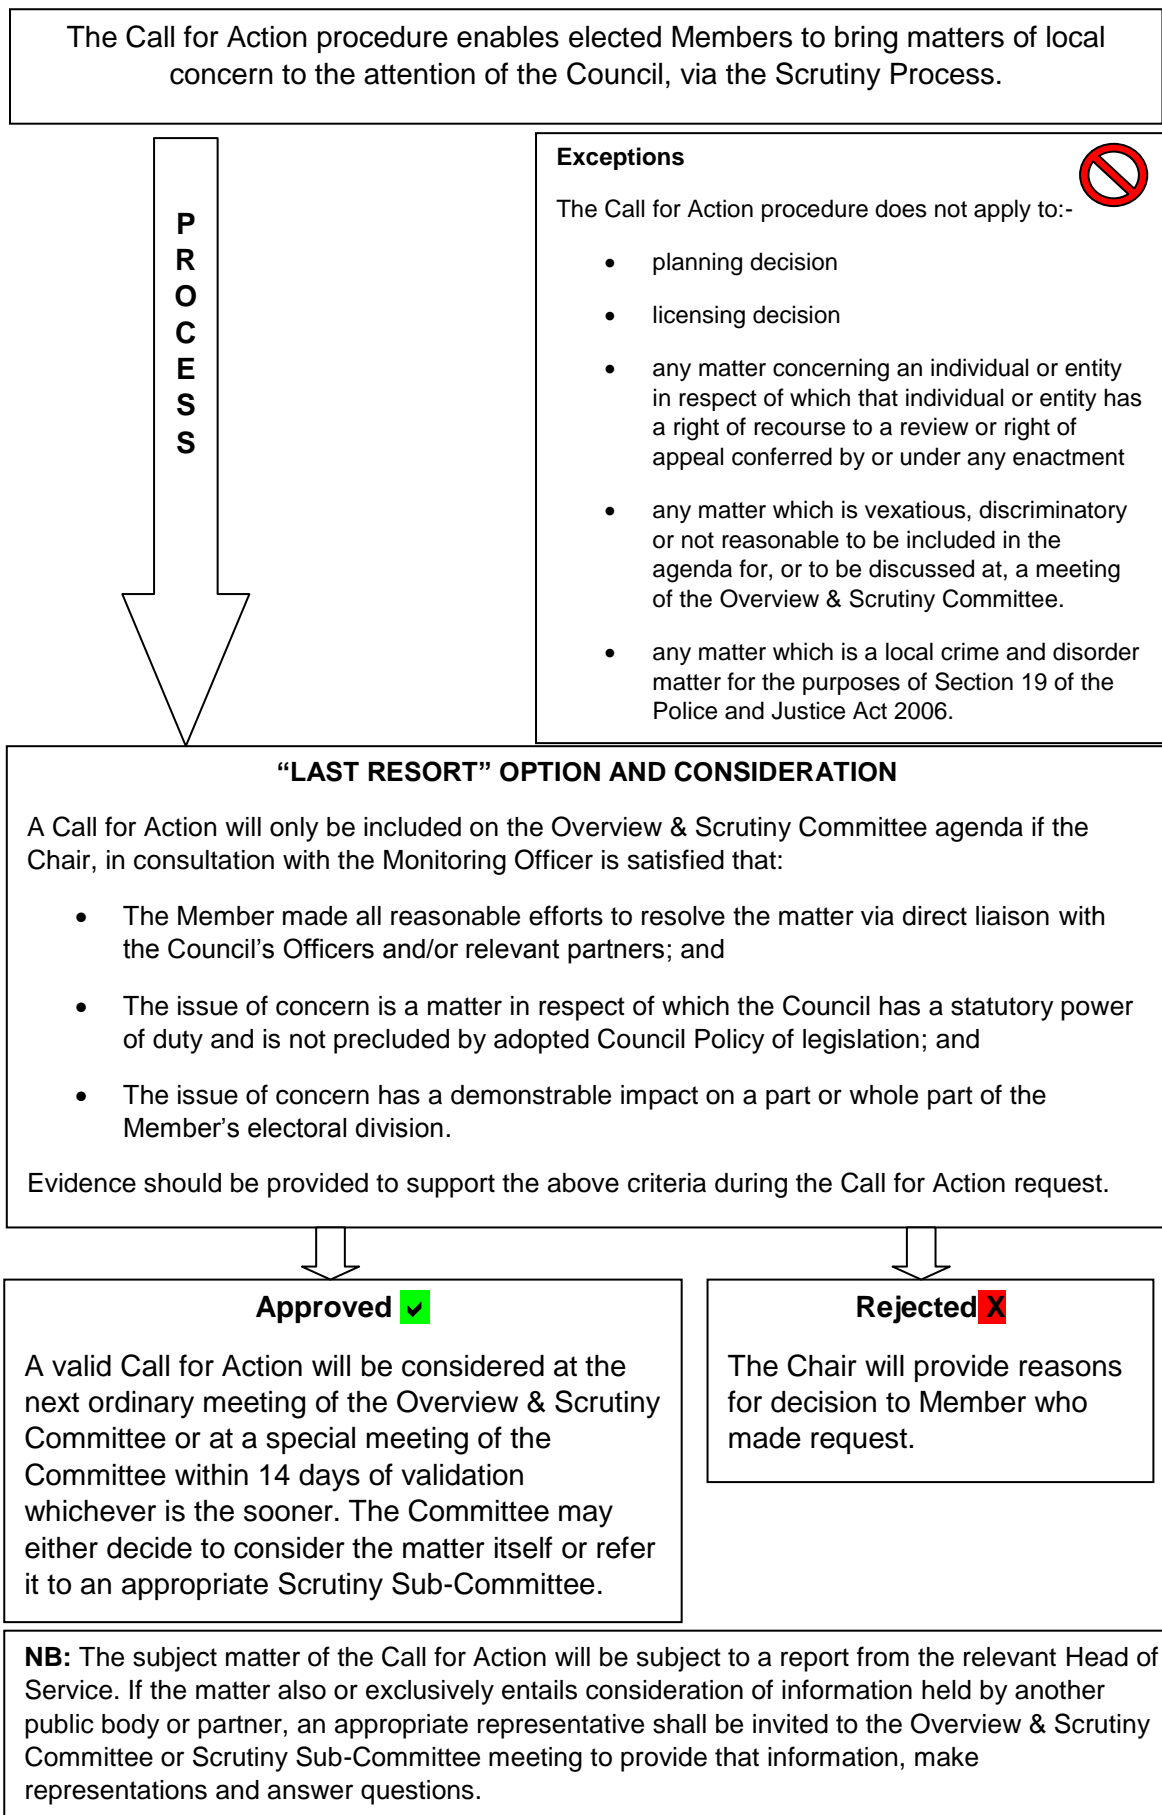 The Call for Action procedure enables elected Members to bring matters of local
concern to the attention of the Council, via the Scrutiny Process.
P
R
O
C
E
S
S
Exceptions
The Call for Action procedure does not apply to:-
• planning decision
• licensing decision
• any matter concerning an individual or entity
in respect of which that individual or entity has
a right of recourse to a review or right of
appeal conferred by or under any enactment
• any matter which is vexatious, discriminatory
or not reasonable to be included in the
agenda for, or to be discussed at, a meeting
of the Overview & Scrutiny Committee.
• any matter which is a local crime and disorder
matter for the purposes of Section 19 of the
Police and Justice Act 2006.
“LAST RESORT” OPTION AND CONSIDERATION
A Call for Action will only be included on the Overview & Scrutiny Committee agenda if the
Chair, in consultation with the Monitoring Officer is satisfied that:
• The Member made all reasonable efforts to resolve the matter via direct liaison with
the Council’s Officers and/or relevant partners; and
• The issue of concern is a matter in respect of which the Council has a statutory power
of duty and is not precluded by adopted Council Policy of legislation; and
• The issue of concern has a demonstrable impact on a part or whole part of the
Member’s electoral division.
Evidence should be provided to support the above criteria during the Call for Action request.
Approved ✔
A valid Call for Action will be considered at the
next ordinary meeting of the Overview & Scrutiny
Committee or at a special meeting of the
Committee within 14 days of validation
whichever is the sooner. The Committee may
either decide to consider the matter itself or refer
it to an appropriate Scrutiny Sub-Committee.
Rejected X
The Chair will provide reasons
for decision to Member who
made request.
NB: The subject matter of the Call for Action will be subject to a report from the relevant Head of
Service. If the matter also or exclusively entails consideration of information held by another
public body or partner, an appropriate representative shall be invited to the Overview & Scrutiny
Committee or Scrutiny Sub-Committee meeting to provide that information, make
representations and answer questions.